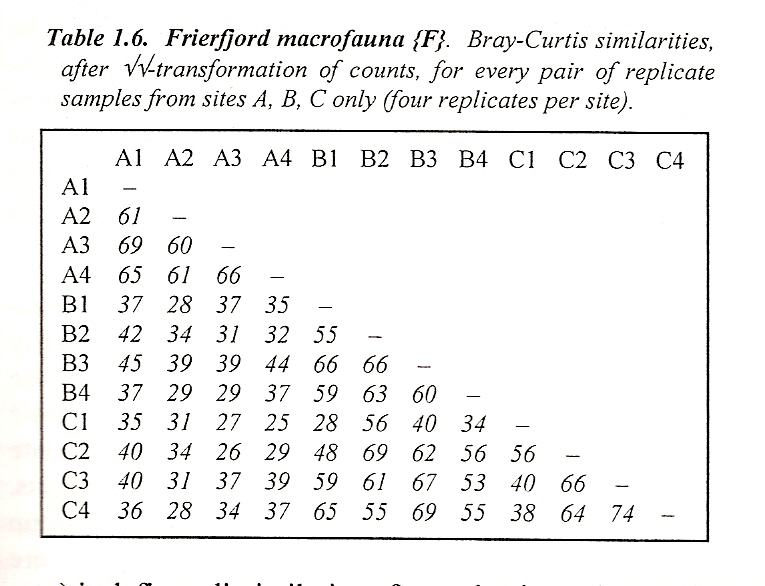 Table 1.6. Frierfjord macrofauna {F}. Bray-Curtis similarities,
after √√-transformation of counts, for every pair of replicate
samples from sites A, B, C only (four replicates per site).
A1 A2 A3 A4 B1 B2 B3 B4 C1 C2 C3 C4
A1 –
A2 61 –
A3 69 60 –
A4 65 61 66 –
B1 37 28 37 35 –
B2 42 34 31 32 55 –
B3 45 39 39 44 66 66 –
B4 37 29 29 37 59 63 60 –
C1 35 31 27 25 28 56 40 34 –
C2 40 34 26 29 48 69 62 56 56 –
C3 40 31 37 39 59 61 67 53 40 66 –
C4 36 28 34 37 65 55 69 55 38 64 74 –